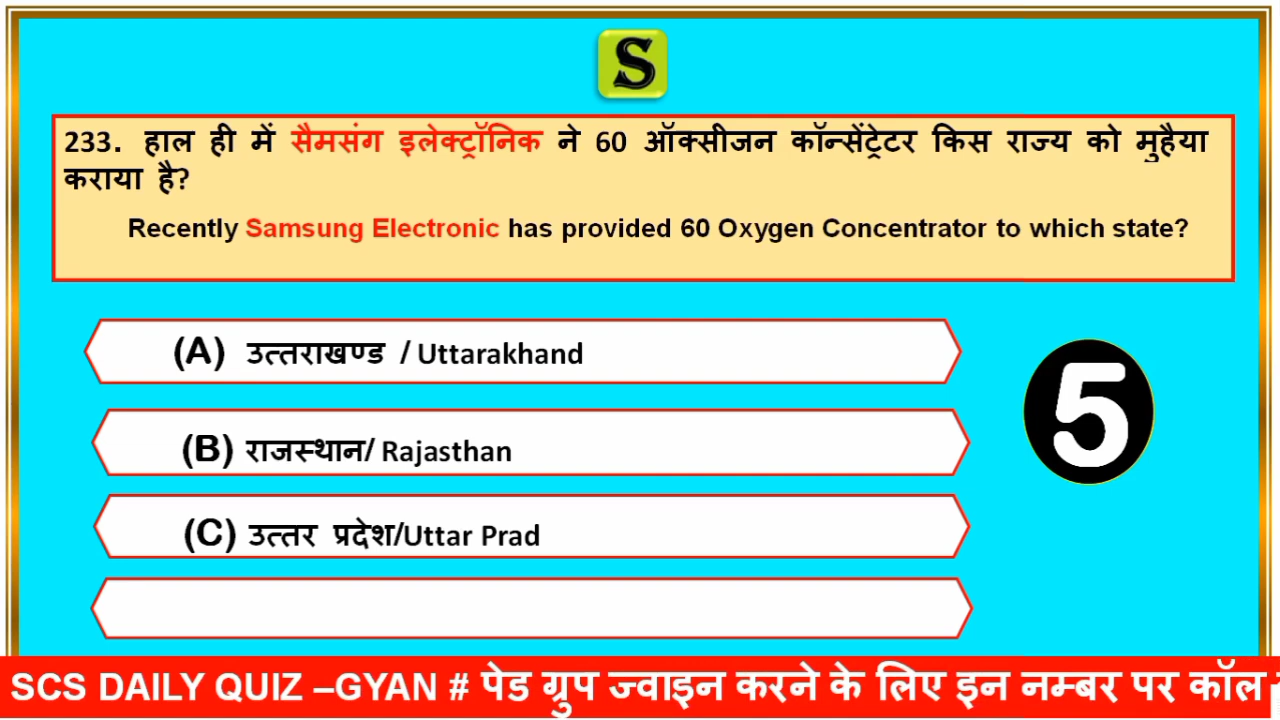 S
233. हाल ही में सैमसंग इलेक्ट्रॉनिक ने 60 ऑक्सीजन कॉन्सेंट्रेटर किस राज्य को मुहैया
कराया है?
Recently Samsung Electronic has provided 60 Oxygen Concentrator to which state?
(A) उत्तराखण्ड / Uttarakhand
(B) राजस्थान/ Rajasthan
5
(C) उत्तर प्रदेश/Uttar Prad
SCS DAILY QUIZ –GYAN # पेड ग्रुप ज्वाइन करने के लिए इन नम्बर पर कॉल